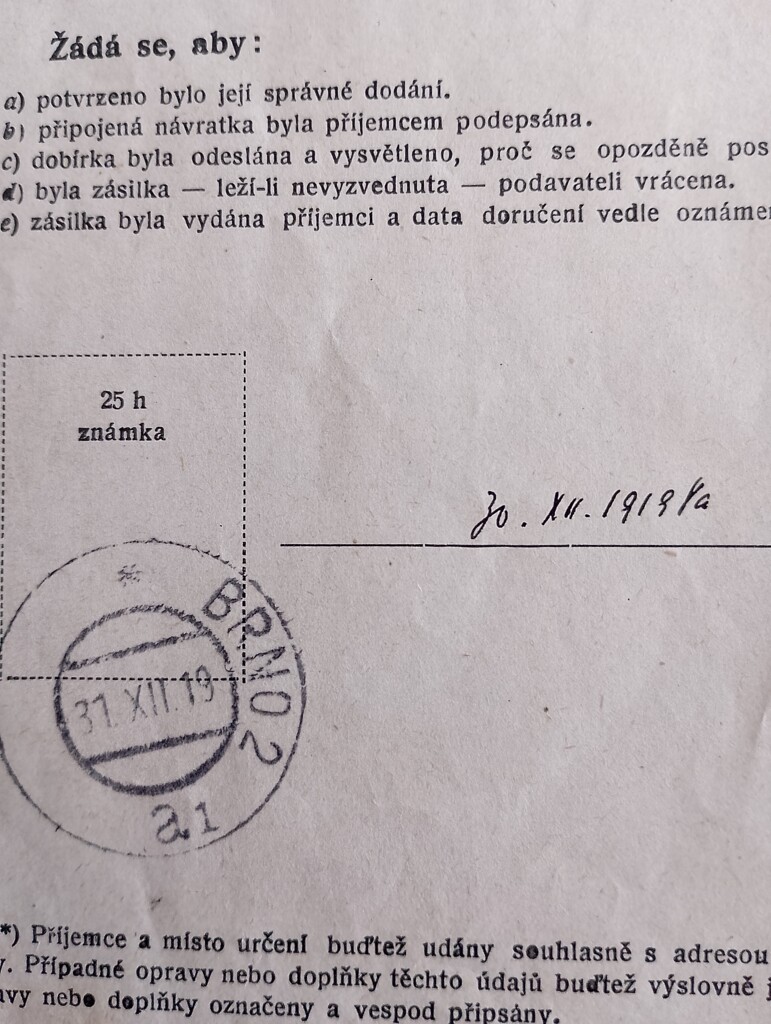 Žádá se, aby:
a) potvrzeno bylo její správné dodání.
b) připojená návratka byla příjemcem podepsána.
c) dobírka byla odeslána a vysvětleno, proč se opozděně pos
d) byla zásilka — leží-li nevyzvednuta — podavateli vrácena.
e) zásilka byla vydána příjemci a data doručení vedle oznámen
25 h
známka
30. XII. 1919
BRNO 2
31. XII. 19
a1
*) Příjemce a místo určení buďtež udány souhlasně s adresou
y. Případné opravy nebo doplňky těchto údajů buďtež výslovně j
avy nebo doplňky označeny a vespod připsány.